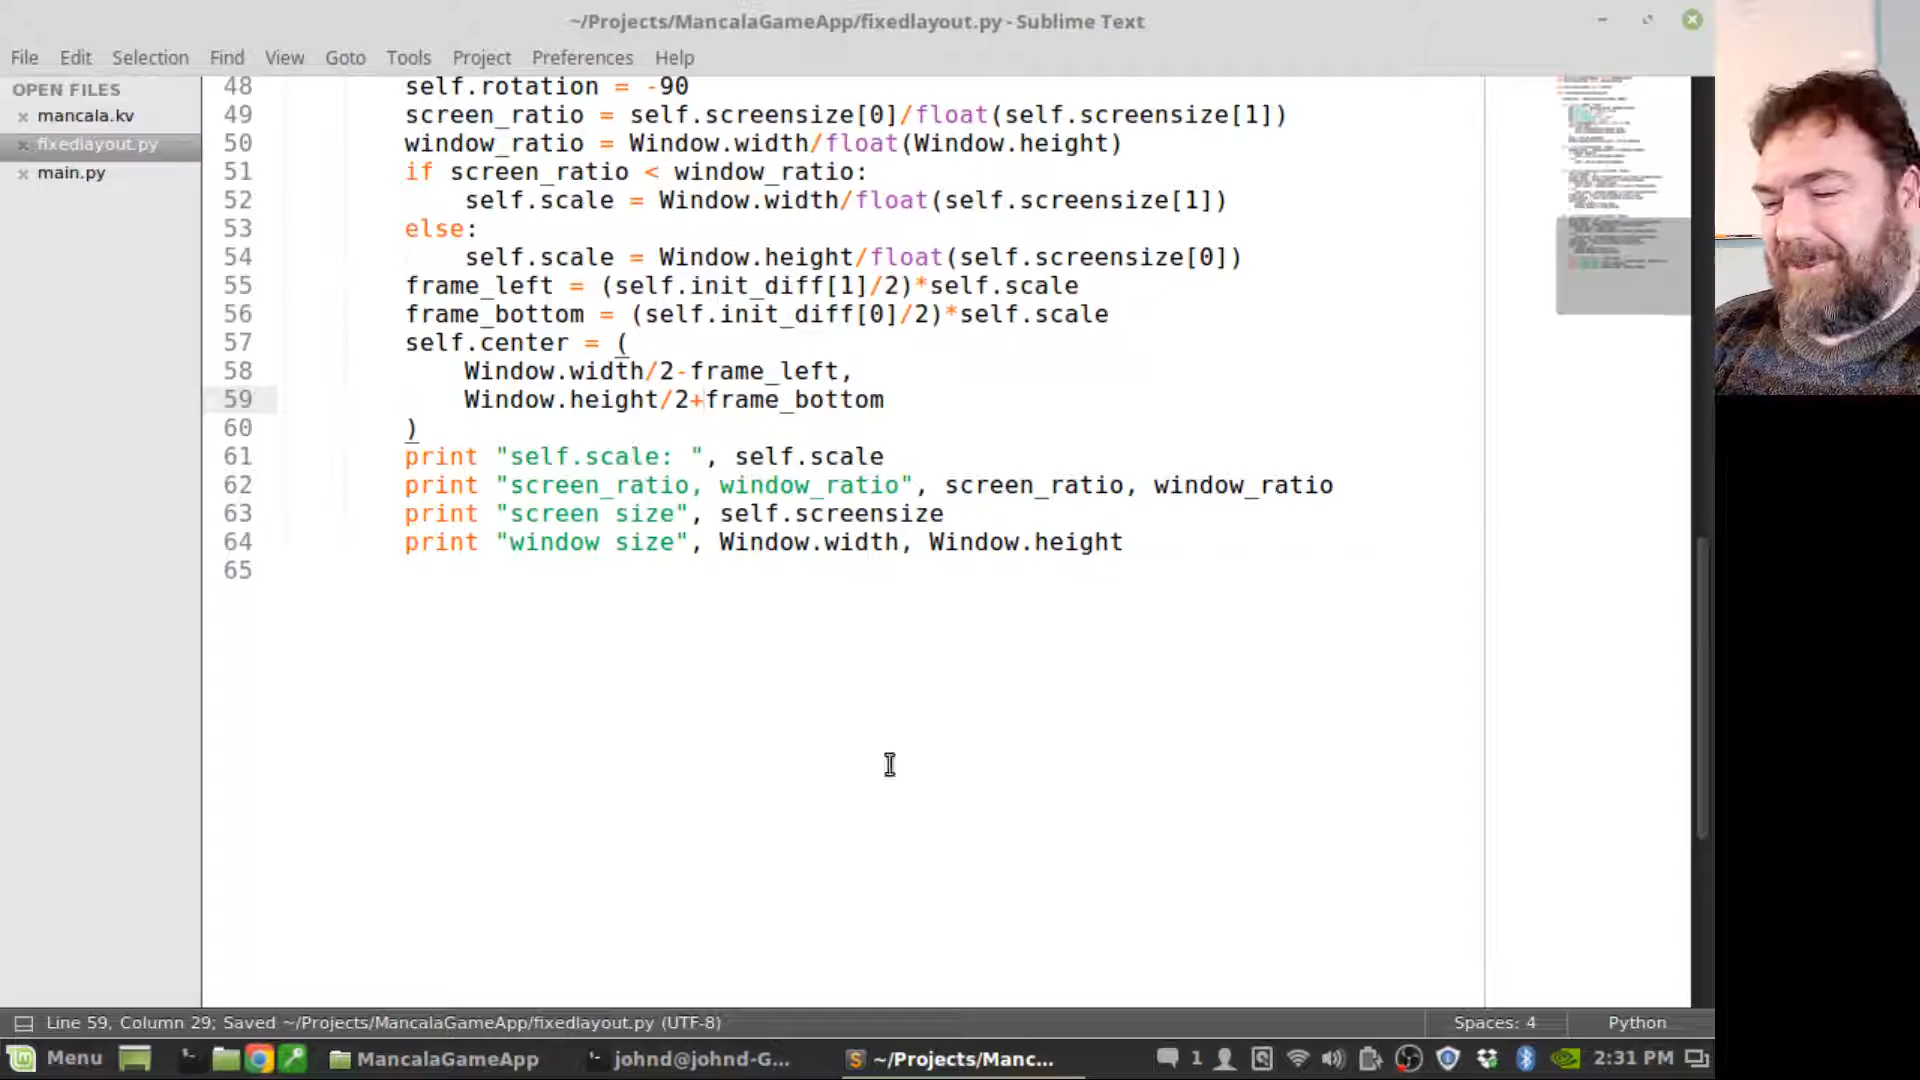 ~/Projects/MancalaGameApp/fixedlayout.py - Sublime Text
File Edit Selection Find View Goto Tools Project Preferences Help
OPEN FILES
mancala.kv
fixedlayout.py
main.py
48 self.rotation = -90
49 screen_ratio = self.screensize[0]/float(self.screensize[1])
50 window_ratio = Window.width/float(Window.height)
51 if screen_ratio < window_ratio:
52 self.scale = Window.width/float(self.screensize[1])
53 else:
54 self.scale = Window.height/float(self.screensize[0])
55 frame_left = (self.init_diff[1]/2)*self.scale
56 frame_bottom = (self.init_diff[0]/2)*self.scale
57 self.center = (
58 Window.width/2-frame_left,
59 Window.height/2+frame_bottom
60 )
61 print "self.scale: ", self.scale
62 print "screen_ratio, window_ratio", screen_ratio, window_ratio
63 print "screen size", self.screensize
64 print "window size", Window.width, Window.height
65
Line 59, Column 29; Saved ~/Projects/MancalaGameApp/fixedlayout.py (UTF-8) Spaces: 4 Python
Menu MancalaGameApp johnd@johnd-G... ~/Projects/Manc... 1 2:31 PM